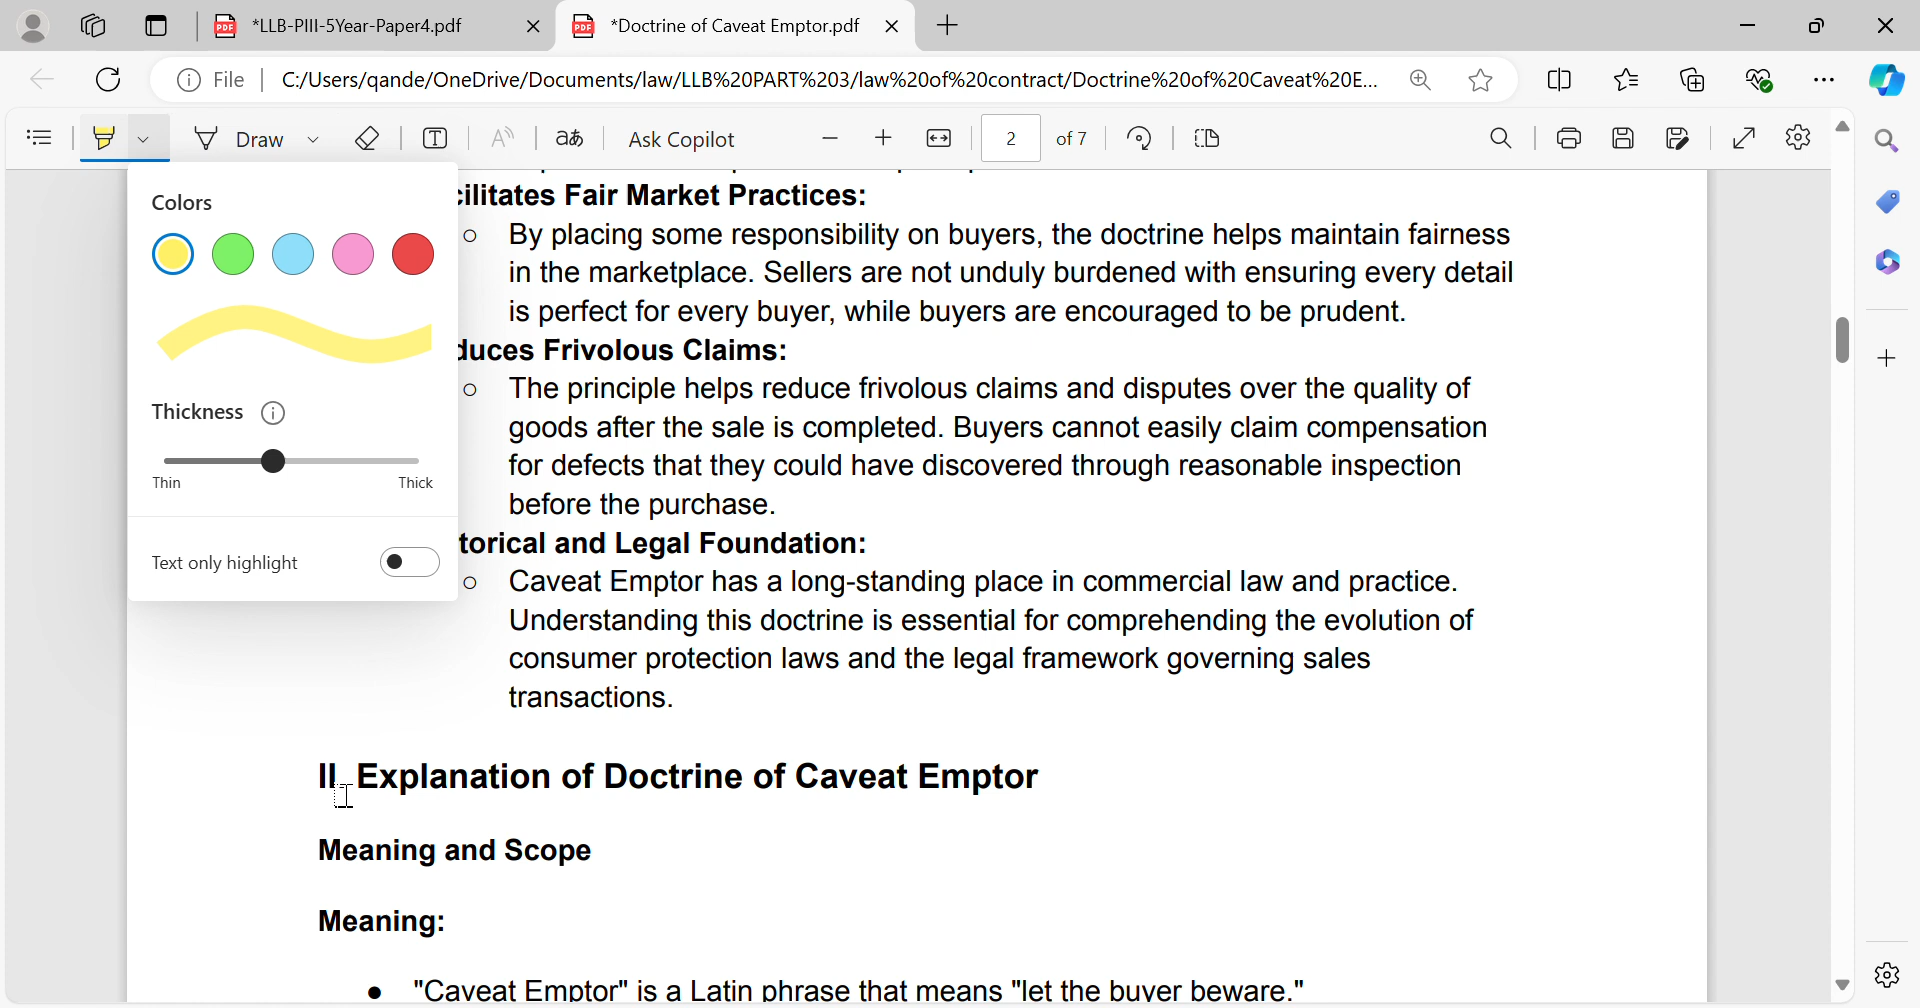 *LLB-PIII-5Year-Paper4.pdf
*Doctrine of Caveat Emptor.pdf
File
C:/Users/qande/OneDrive/Documents/law/LLB%20PART%203/law%20of%20contract/Doctrine%20of%20Caveat%20E...
Draw
aあ
Ask Copilot
2
of 7
Colors
Thickness
Thin
Thick
Text only highlight
cilitates Fair Market Practices:
○ By placing some responsibility on buyers, the doctrine helps maintain fairness
in the marketplace. Sellers are not unduly burdened with ensuring every detail
is perfect for every buyer, while buyers are encouraged to be prudent.
duces Frivolous Claims:
○ The principle helps reduce frivolous claims and disputes over the quality of
goods after the sale is completed. Buyers cannot easily claim compensation
for defects that they could have discovered through reasonable inspection
before the purchase.
torical and Legal Foundation:
○ Caveat Emptor has a long-standing place in commercial law and practice.
Understanding this doctrine is essential for comprehending the evolution of
consumer protection laws and the legal framework governing sales
transactions.
II. Explanation of Doctrine of Caveat Emptor
Meaning and Scope
Meaning:
● "Caveat Emptor" is a Latin phrase that means "let the buyer beware."